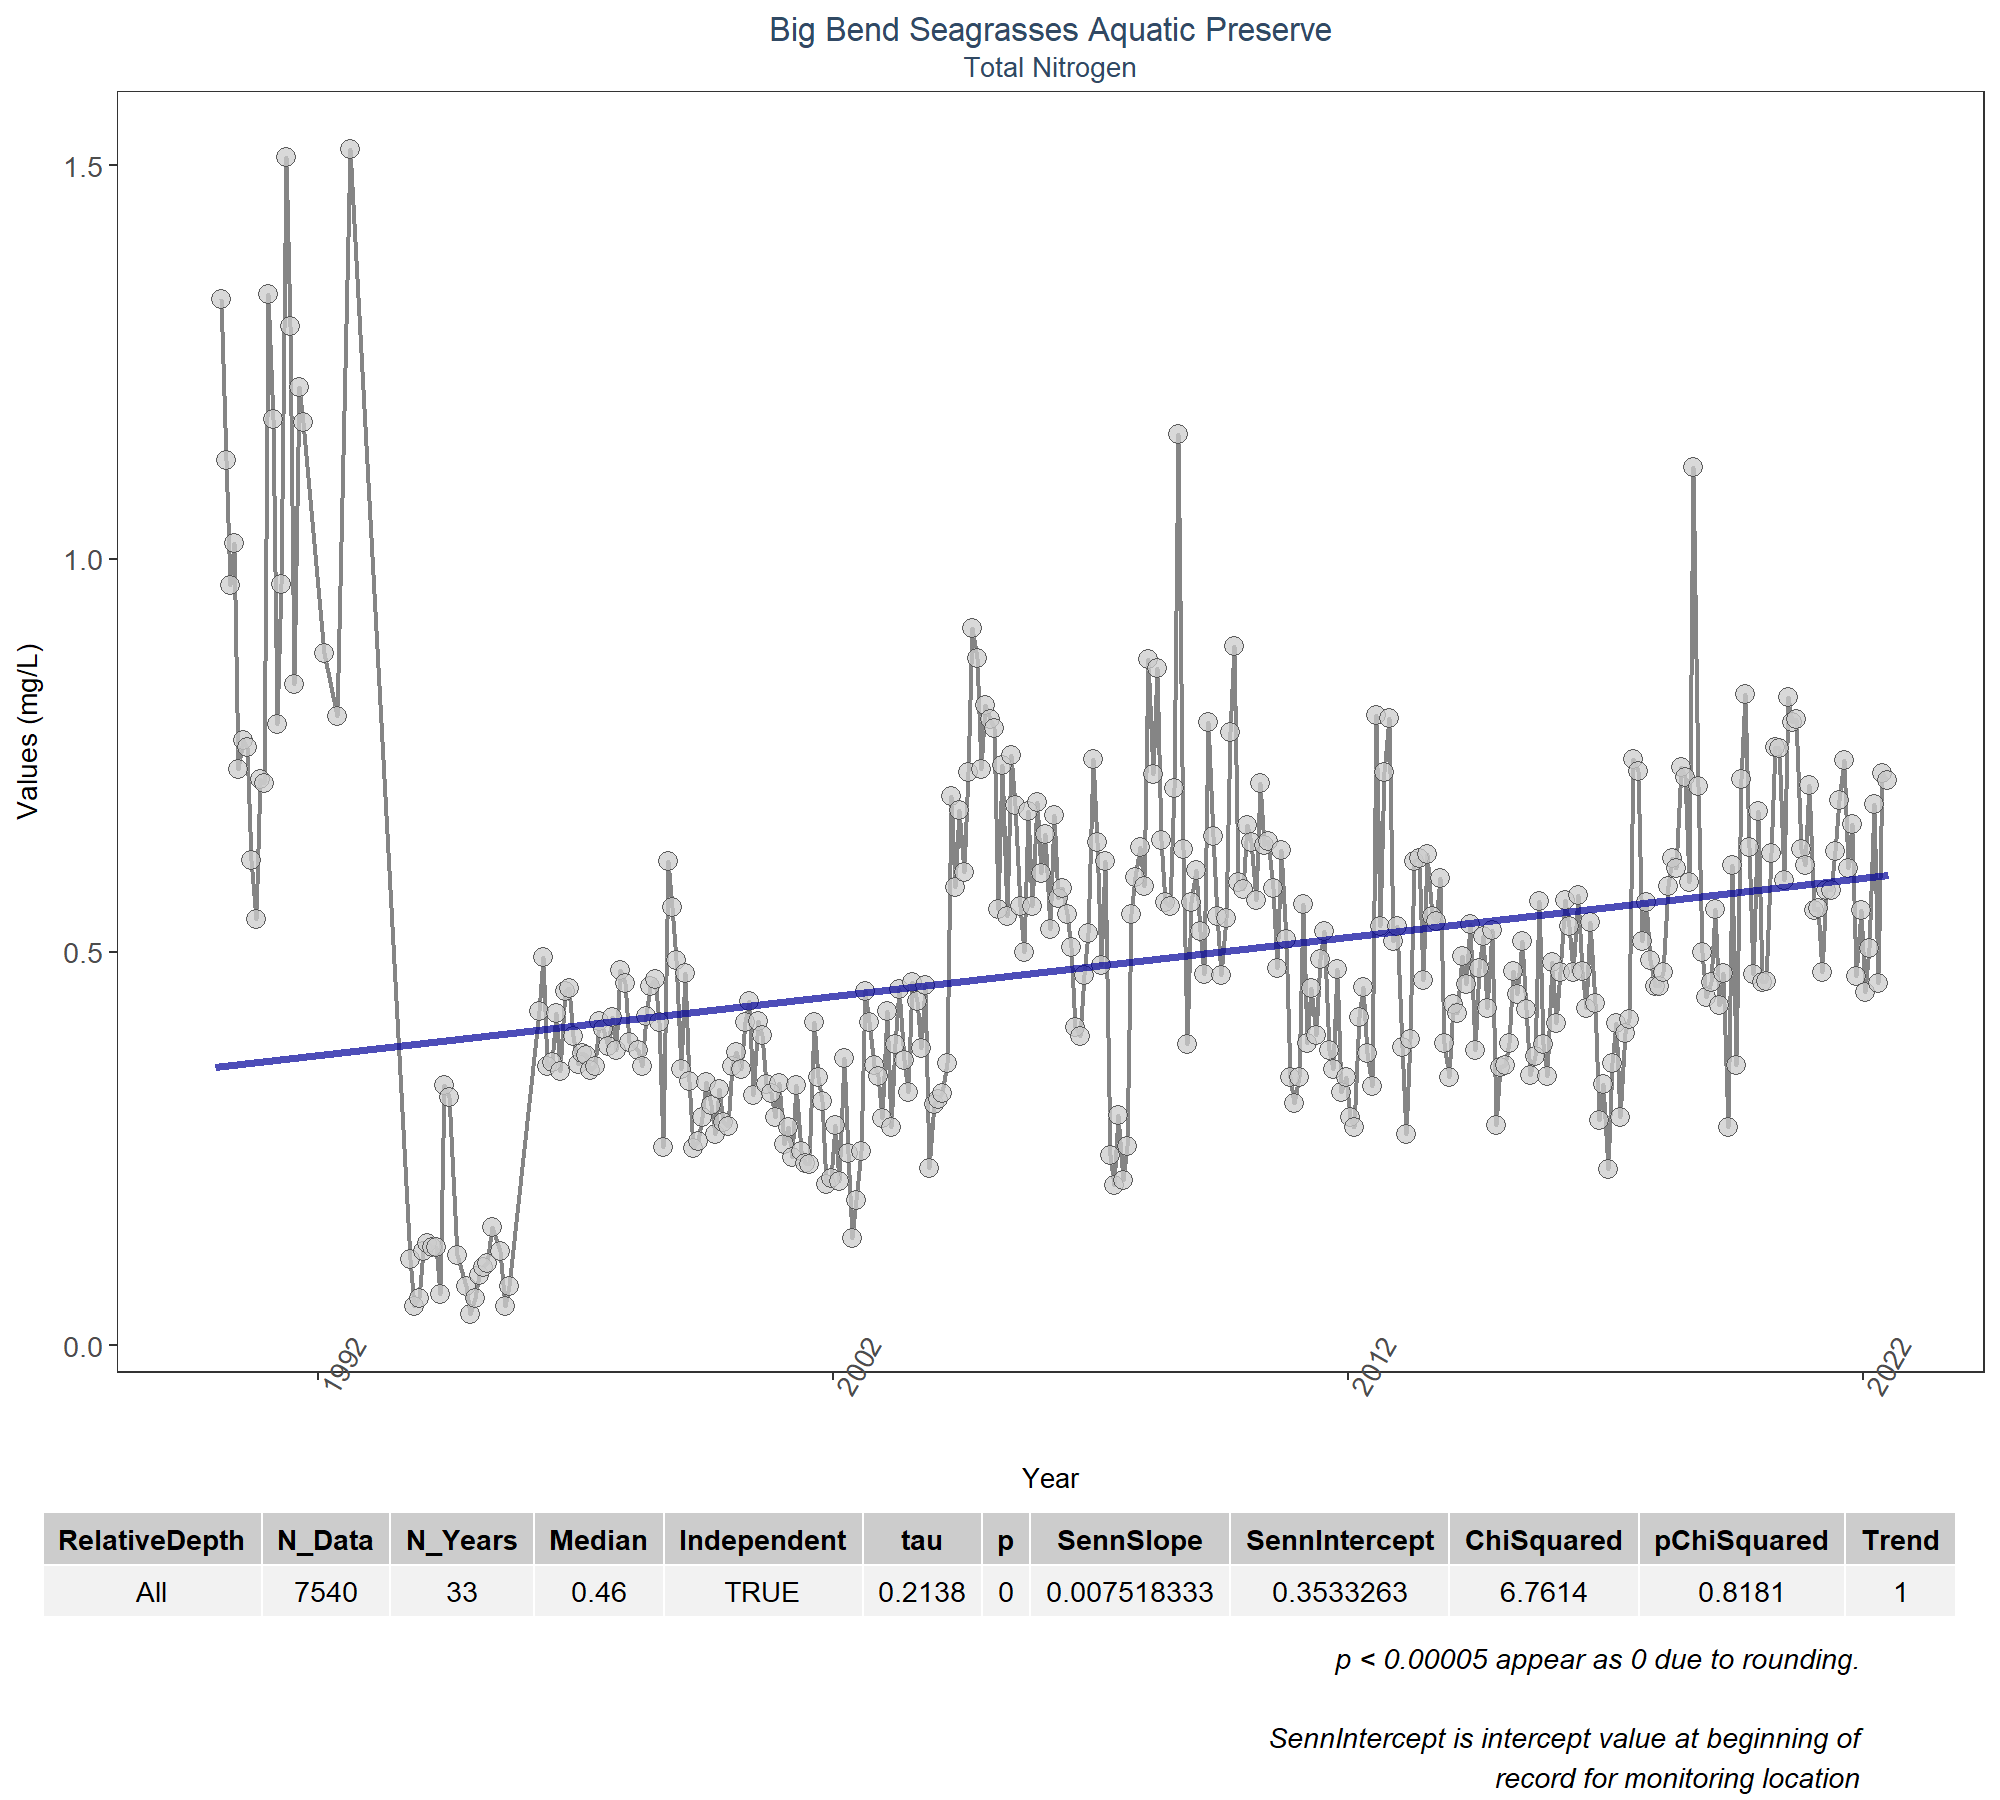 Big Bend Seagrasses Aquatic Preserve
Total Nitrogen
1.5
1.0
0.5
0.0
Values (mg/L)
1992
2002
2012
2022
Year
RelativeDepth N_Data N_Years Median Independent tau p SennSlope SennIntercept ChiSquared pChiSquared Trend
All 7540 33 0.46 TRUE 0.2138 0 0.007518333 0.3533263 6.7614 0.8181 1
p < 0.00005 appear as 0 due to rounding.
SennIntercept is intercept value at beginning of
record for monitoring location